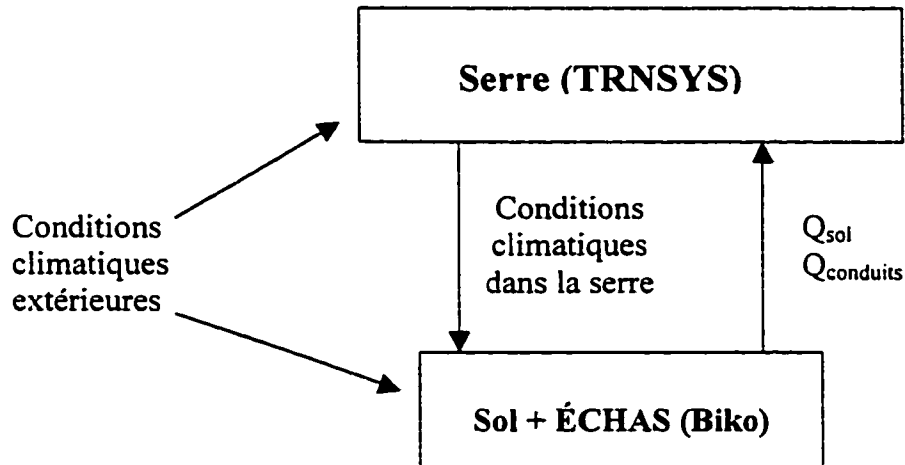 Serre (TRNSYS)
Conditions
climatiques
extérieures
Conditions
climatiques
dans la serre
Qsol
Qconduits
Sol + ÉCHAS (Biko)